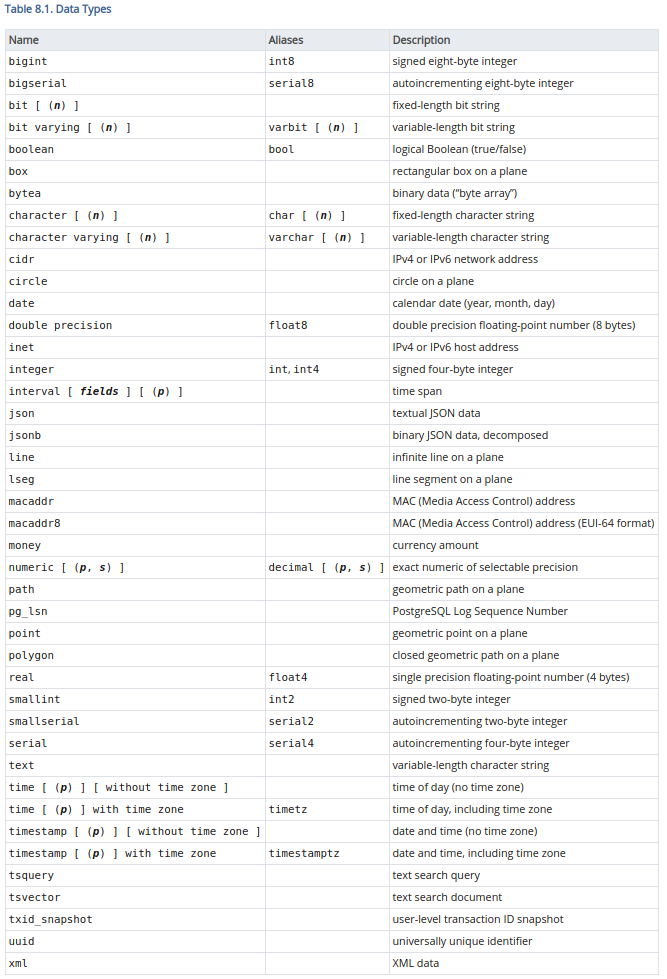 Table 8.1. Data Types
Name Aliases Description
bigint int8 signed eight-byte integer
bigserial serial8 autoincrementing eight-byte integer
bit [ (n) ] fixed-length bit string
bit varying [ (n) ] varbit [ (n) ] variable-length bit string
boolean bool logical Boolean (true/false)
box rectangular box on a plane
bytea binary data (“byte array”)
character [ (n) ] char [ (n) ] fixed-length character string
character varying [ (n) ] varchar [ (n) ] variable-length character string
cidr IPv4 or IPv6 network address
circle circle on a plane
date calendar date (year, month, day)
double precision float8 double precision floating-point number (8 bytes)
inet IPv4 or IPv6 host address
integer int, int4 signed four-byte integer
interval [ fields ] [ (p) ] time span
json textual JSON data
jsonb binary JSON data, decomposed
line infinite line on a plane
lseg line segment on a plane
macaddr MAC (Media Access Control) address
macaddr8 MAC (Media Access Control) address (EUI-64 format)
money currency amount
numeric [ (p, s) ] decimal [ (p, s) ] exact numeric of selectable precision
path geometric path on a plane
pg_lsn PostgreSQL Log Sequence Number
point geometric point on a plane
polygon closed geometric path on a plane
real float4 single precision floating-point number (4 bytes)
smallint int2 signed two-byte integer
smallserial serial2 autoincrementing two-byte integer
serial serial4 autoincrementing four-byte integer
text variable-length character string
time [ (p) ] [ without time zone ] time of day (no time zone)
time [ (p) ] with time zone timetz time of day, including time zone
timestamp [ (p) ] [ without time zone ] date and time (no time zone)
timestamp [ (p) ] with time zone timestamptz date and time, including time zone
tsquery text search query
tsvector text search document
txid_snapshot user-level transaction ID snapshot
uuid universally unique identifier
xml XML data